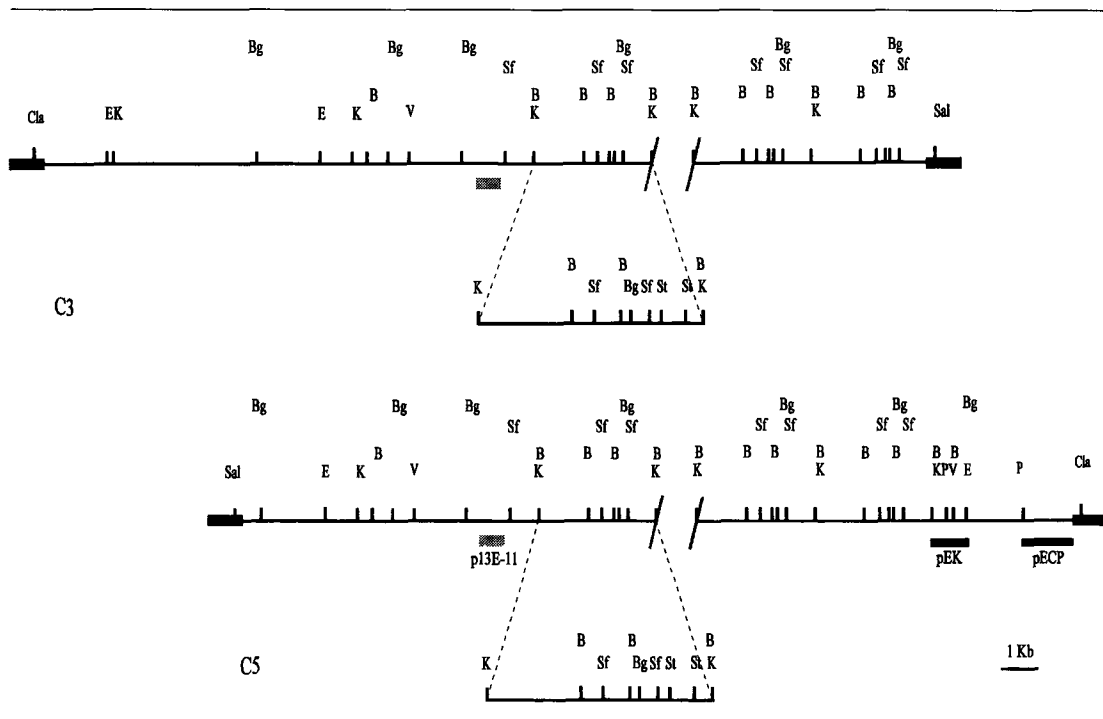 Bg Bg Bg Bg Bg Bg
Sf Sf Sf Sf Sf Sf Sf
B B B B B B B B B B B
Cla EK E K V K K K K Sal
B B B
K Sf Bg Sf St St K
C3
Bg Bg Bg Bg Bg Bg Bg
Sf Sf Sf Sf Sf Sf Sf
B B B B B B B B B B B B B
Sal E K V K K K K KPV E P Cla
p13E-11 pEK pECP
B B B
K Sf Bg Sf St St K
C5
1 Kb